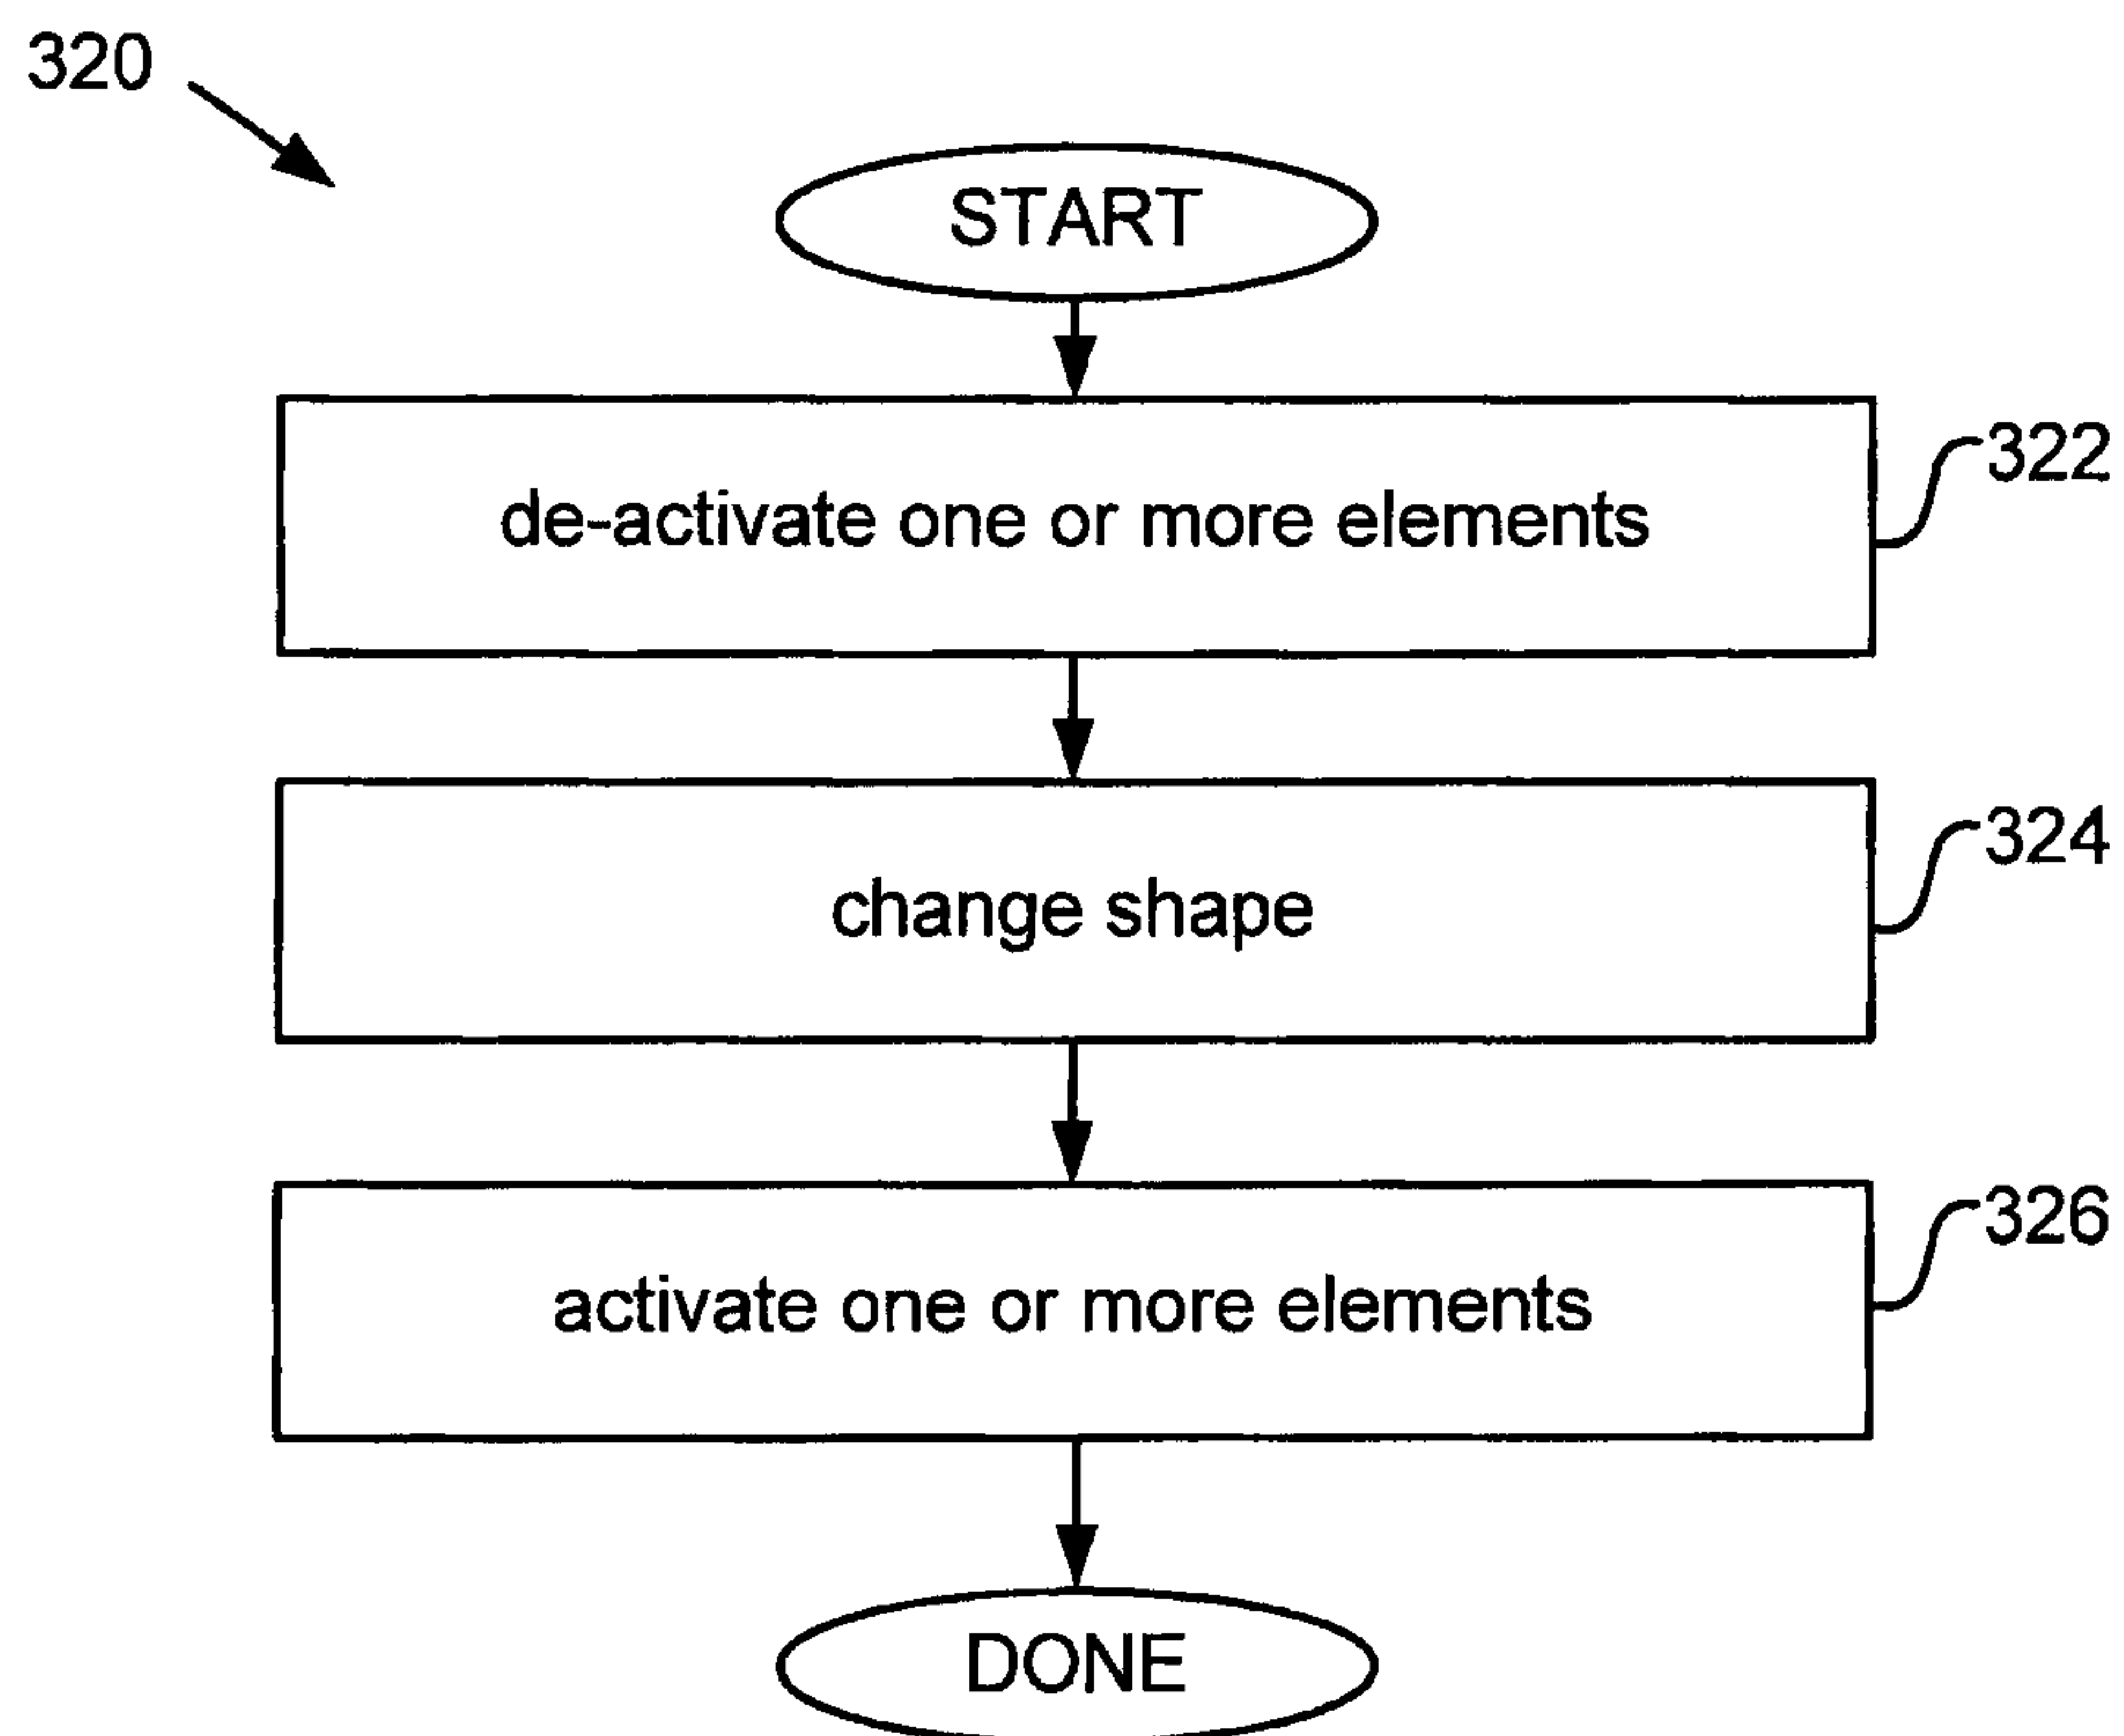 320
START
de-activate one or more elements
322
change shape
324
activate one or more elements
326
DONE